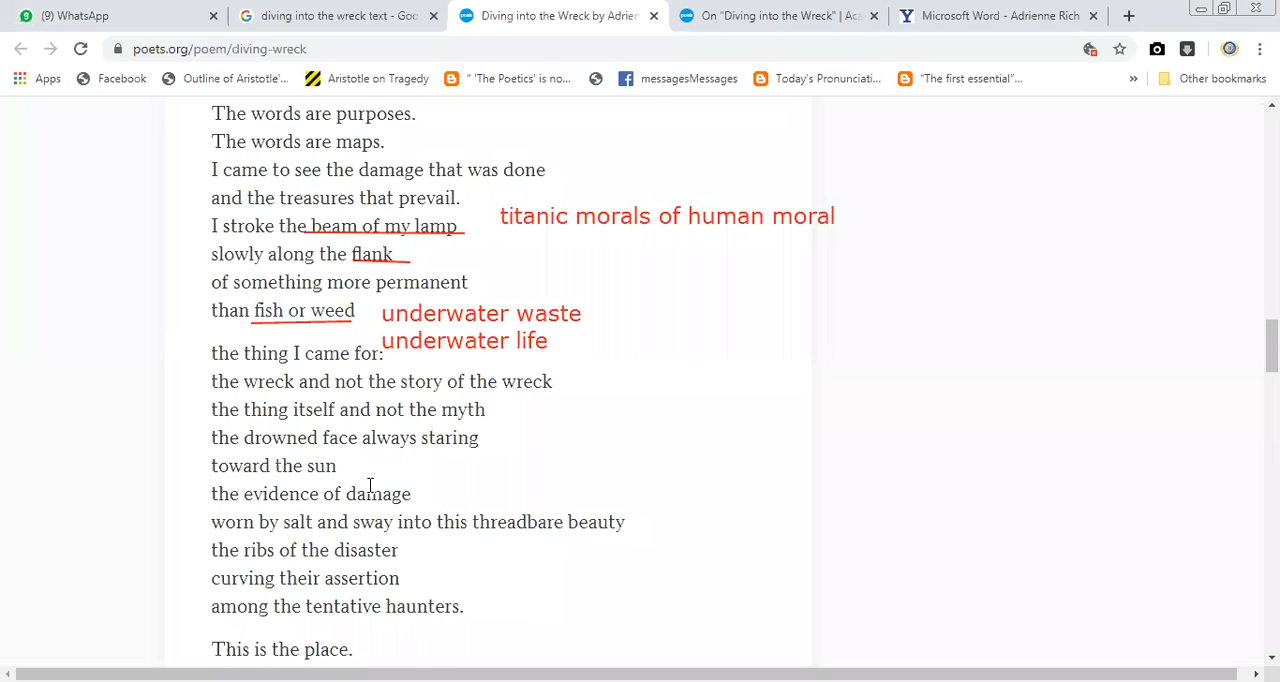 (9) WhatsApp
diving into the wreck text - Goo
Diving into the Wreck by Adrien
On "Diving into the Wreck" | Aca
Microsoft Word - Adrienne Rich
poets.org/poem/diving-wreck
Apps
Facebook
Outline of Aristotle'...
Aristotle on Tragedy
" 'The Poetics' is no...
messagesMessages
Today's Pronunciati...
"The first essential"...
»
Other bookmarks
The words are purposes.
The words are maps.
I came to see the damage that was done
and the treasures that prevail.
I stroke the beam of my lamp
titanic morals of human moral
slowly along the flank
of something more permanent
than fish or weed
underwater waste
underwater life
the thing I came for:
the wreck and not the story of the wreck
the thing itself and not the myth
the drowned face always staring
toward the sun
the evidence of damage
worn by salt and sway into this threadbare beauty
the ribs of the disaster
curving their assertion
among the tentative haunters.
This is the place.